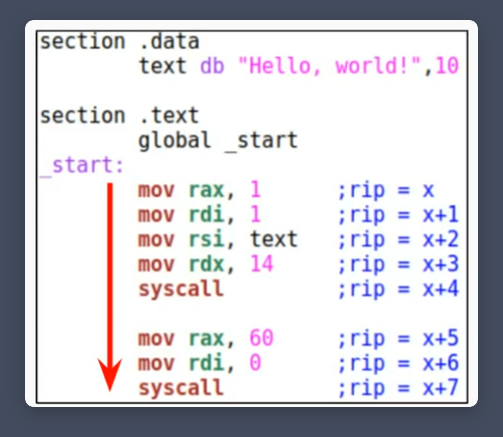 section .data
        text db "Hello, world!",10

section .text
        global _start
_start:
        mov rax, 1      ;rip = x
        mov rdi, 1      ;rip = x+1
        mov rsi, text   ;rip = x+2
        mov rdx, 14     ;rip = x+3
        syscall         ;rip = x+4

        mov rax, 60     ;rip = x+5
        mov rdi, 0      ;rip = x+6
        syscall         ;rip = x+7